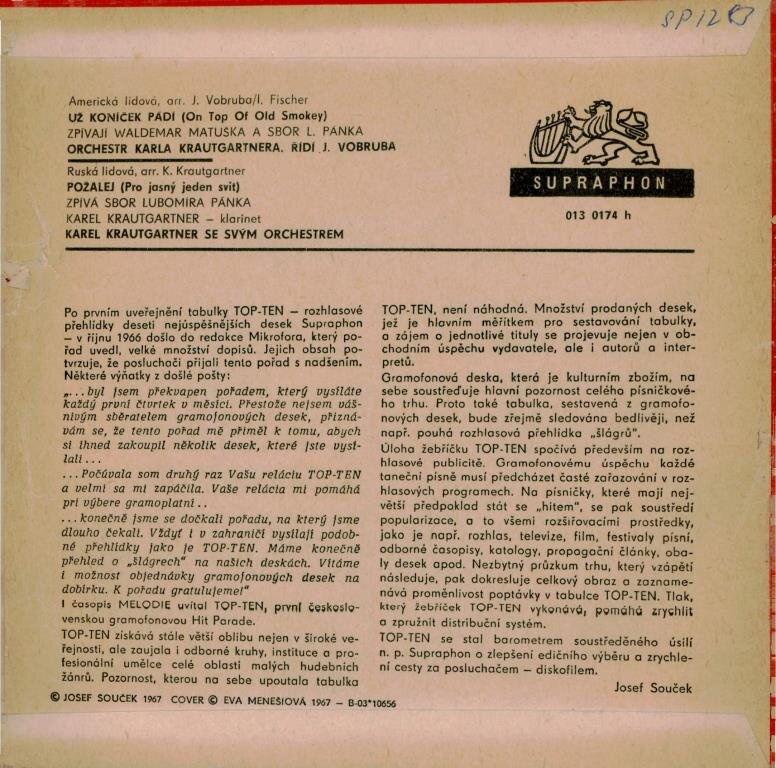 SP1283
Americká lidová, arr. J. Vobruba/I. Fischer
UŽ KONÍČEK PÁDÍ (On Top Of Old Smokey)
ZPÍVAJÍ WALDEMAR MATUŠKA A SBOR L. PÁNKA
ORCHESTR KARLA KRAUTGARTNERA. ŘÍDÍ J. VOBRUBA
Ruská lidová, arr. K. Krautgartner
POŽALEJ (Pro jasný jeden svit)
ZPÍVÁ SBOR LUBOMÍRA PÁNKA
KAREL KRAUTGARTNER – klarinet
KAREL KRAUTGARTNER SE SVÝM ORCHESTREM
SUPRAPHON
013 0174 h
Po prvním uveřejnění tabulky TOP-TEN – rozhlasové
přehlídky deseti nejúspěšnějších desek Supraphon
– v říjnu 1966 došlo do redakce Mikrofora, který po-
řad uvedl, velké množství dopisů. Jejich obsah po-
tvrzuje, že posluchači přijali tento pořad s nadšením.
Některé výňatky z došlé pošty:
„...byl jsem překvapen pořadem, který vysíláte
každý první čtvrtek v měsíci. Přestože nejsem váš-
nivým sběratelem gramofonových desek, přizná-
vám se, že tento pořad mě přiměl k tomu, abych
si ihned zakoupil několik desek, které jste vysí-
lali...
...Počúvala som druhý raz Vašu reláciu TOP-TEN
a velmi sa mi zapáčila. Vaše relácia mi pomáhá
pri výbere gramoplatní..
...konečně jsme se dočkali pořadu, na který jsme
dlouho čekali. Vždyť i v zahraničí vysílají podob-
né přehlídky jako je TOP-TEN. Máme konečně
přehled o „šlágrech" na našich deskách. Vítáme
i možnost objednávky gramofonových desek na
dobírku. K pořadu gratulujeme!"
I časopis MELODIE uvítal TOP-TEN, první českoslo-
venskou gramofonovou Hit Parade.
TOP-TEN získává stále větší oblibu nejen v široké ve-
řejnosti, ale zaujala i odborné kruhy, instituce a pro-
fesionální umělce celé oblasti malých hudebních
žánrů. Pozornost, kterou na sebe upoutala tabulka
TOP-TEN, není náhodná. Množství prodaných desek,
jež je hlavním měřítkem pro sestavování tabulky,
a zájem o jednotlivé tituly se projevuje nejen v ob-
chodním úspěchu vydavatele, ale i autorů a inter-
pretů.
Gramofonová deska, která je kulturním zbožím, na
sebe soustřeďuje hlavní pozornost celého písničkové-
ho trhu. Proto také tabulka, sestavená z gramofo-
nových desek, bude zřejmě sledována bedlivěji, než
např. pouhá rozhlasová přehlídka „šlágrů".
Úloha žebříčku TOP-TEN spočívá především na roz-
hlasové publicitě. Gramofonovému úspěchu každé
taneční písně musí předcházet časté zařazování v roz-
hlasových programech. Na písničky, které mají nej-
větší předpoklad stát se „hitem", se pak soustředí
popularizace, a to všemi rozšiřovacími prostředky,
jako je např. rozhlas, televize, film, festivaly písní,
odborné časopisy, katology, propagační články, oba-
ly desek apod. Nezbytný průzkum trhu, který vzápětí
následuje, pak dokresluje celkový obraz a zazname-
nává proměnlivost poptávky v tabulce TOP-TEN. Tlak,
který žebříček TOP-TEN vykonává, pomáhá zrychlit
a zpružnit distribuční systém.
TOP-TEN se stal barometrem soustředěného úsilí
n. p. Supraphon o zlepšení edičního výběru a zrychle-
ní cesty za posluchačem – diskofilem.
Josef Souček
© JOSEF SOUČEK 1967 COVER © EVA MENEŠIOVÁ 1967 – B-03*10656